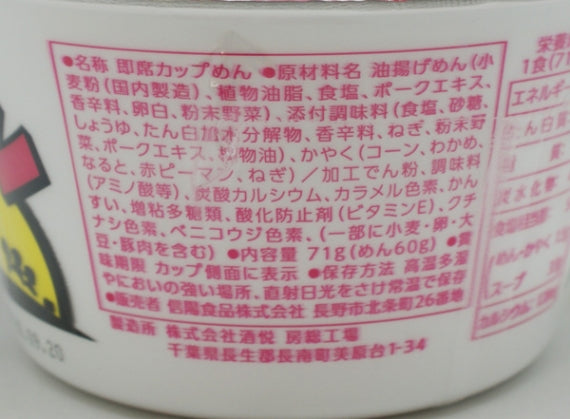 ●名称 即席カップめん ●原材料名 油揚げめん(小
麦粉(国内製造)、植物油脂、食塩、ポークエキス、
香辛料、卵白、粉末野菜)、添付調味料(食塩、砂糖、
しょうゆ、たん白加水分解物、香辛料、ねぎ、粉末野
菜、ポークエキス、動物油)、かやく(コーン、わかめ、
なると、赤ピーマン、ねぎ)/加工でん粉、調味料
(アミノ酸等)、炭酸カルシウム、カラメル色素、かん
すい、増粘多糖類、酸化防止剤(ビタミンE)、クチ
ナシ色素、ベニコウジ色素、(一部に小麦・卵・大
豆・豚肉を含む) ●内容量 71g(めん60g) ●賞
味期限 カップ側面に表示 ●保存方法 高温多湿
やにおいの強い場所、直射日光をさけ常温で保存
●販売者 信陽食品株式会社 長野市北条町26番地
製造所 株式会社酒悦 房総工場
千葉県長生郡長南町美原台1-34
栄養
1食(71
エネルギー
たん白質
質
炭水化物
めん・かやく
スープ
カルシウム
09.20